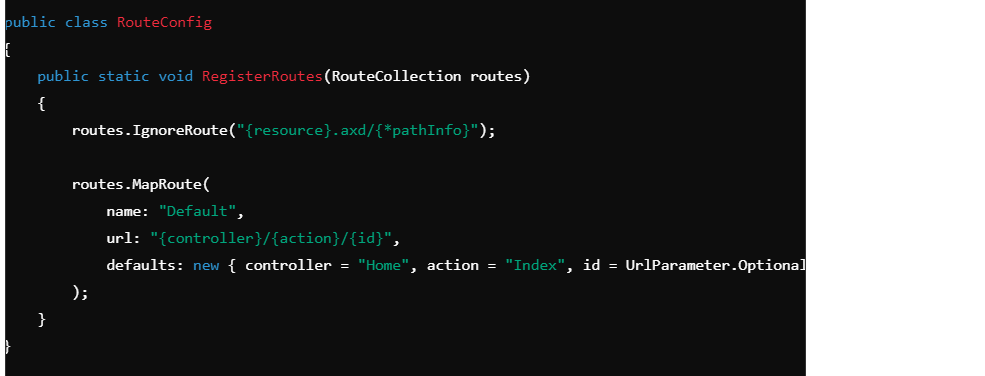 public class RouteConfig
{
    public static void RegisterRoutes(RouteCollection routes)
    {
        routes.IgnoreRoute("{resource}.axd/{*pathInfo}");
        routes.MapRoute(
            name: "Default",
            url: "{controller}/{action}/{id}",
            defaults: new { controller = "Home", action = "Index", id = UrlParameter.Optional
        );
    }
}